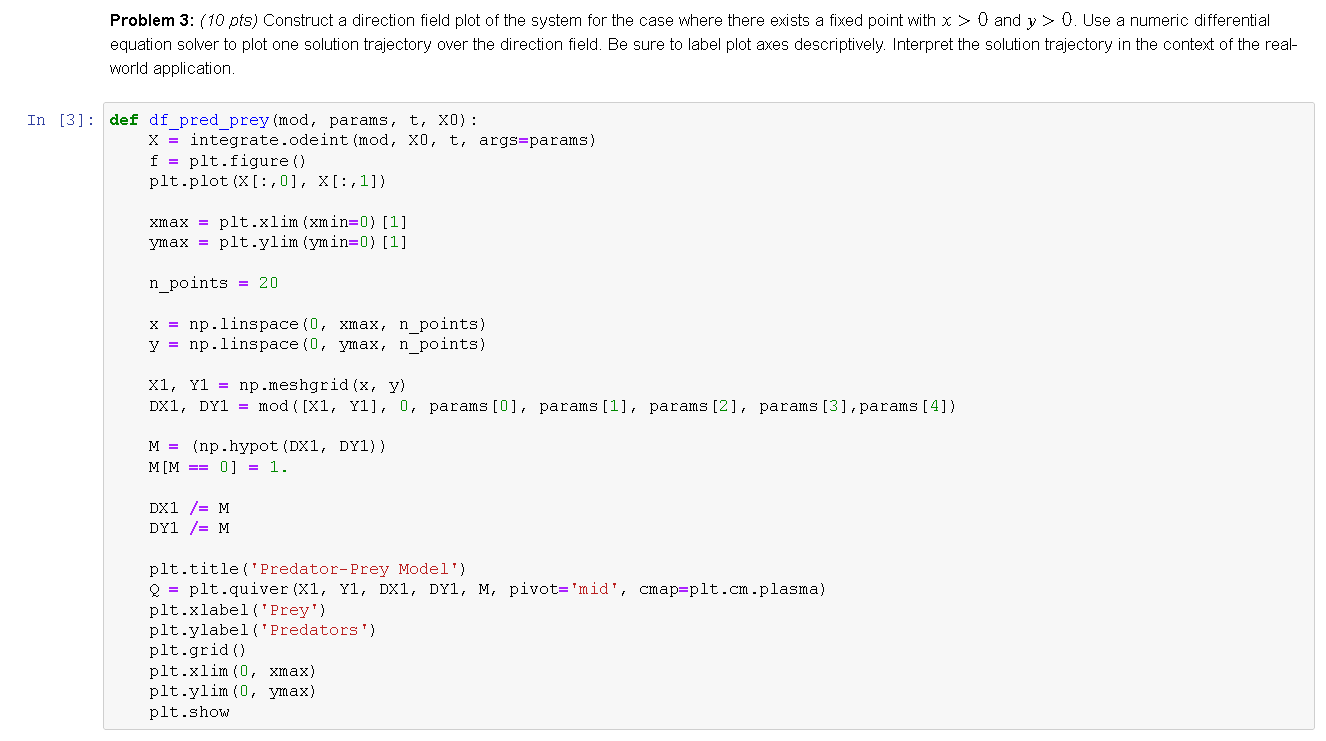 Problem 3: (10 pts) Construct a direction field plot of the system for the case where there exists a fixed point with x > 0 and y > 0. Use a numeric differential
equation solver to plot one solution trajectory over the direction field. Be sure to label plot axes descriptively. Interpret the solution trajectory in the context of the real-
world application.
In [3]: def df_pred_prey(mod, params, t, X0):
    X = integrate.odeint(mod, X0, t, args=params)
    f = plt.figure()
    plt.plot(X[:,0], X[:,1])
    xmax = plt.xlim(xmin=0)[1]
    ymax = plt.ylim(ymin=0)[1]
    n_points = 20
    x = np.linspace(0, xmax, n_points)
    y = np.linspace(0, ymax, n_points)
    X1, Y1 = np.meshgrid(x, y)
    DX1, DY1 = mod([X1, Y1], 0, params[0], params[1], params[2], params[3],params[4])
    M = (np.hypot(DX1, DY1))
    M[M == 0] = 1.
    DX1 /= M
    DY1 /= M
    plt.title('Predator-Prey Model')
    Q = plt.quiver(X1, Y1, DX1, DY1, M, pivot='mid', cmap=plt.cm.plasma)
    plt.xlabel('Prey')
    plt.ylabel('Predators')
    plt.grid()
    plt.xlim(0, xmax)
    plt.ylim(0, ymax)
    plt.show